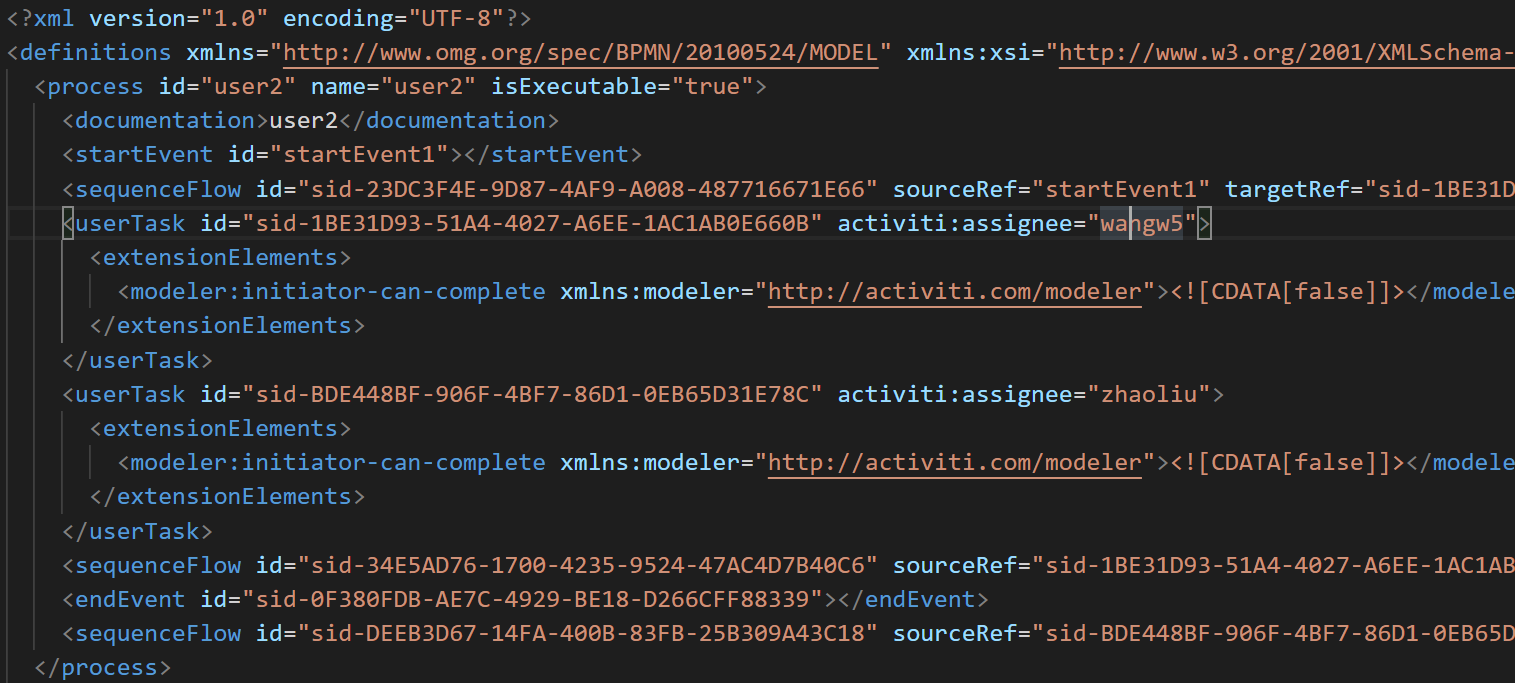 <?xml version="1.0" encoding="UTF-8"?>
<definitions xmlns="http://www.omg.org/spec/BPMN/20100524/MODEL" xmlns:xsi="http://www.w3.org/2001/XMLSchema-
<process id="user2" name="user2" isExecutable="true">
<documentation>user2</documentation>
<startEvent id="startEvent1"></startEvent>
<sequenceFlow id="sid-23DC3F4E-9D87-4AF9-A008-487716671E66" sourceRef="startEvent1" targetRef="sid-1BE31D
<userTask id="sid-1BE31D93-51A4-4027-A6EE-1AC1AB0E660B" activiti:assignee="wangw5">
<extensionElements>
<modeler:initiator-can-complete xmlns:modeler="http://activiti.com/modeler"><![CDATA[false]]></modele
</extensionElements>
</userTask>
<userTask id="sid-BDE448BF-906F-4BF7-86D1-0EB65D31E78C" activiti:assignee="zhaoliu">
<extensionElements>
<modeler:initiator-can-complete xmlns:modeler="http://activiti.com/modeler"><![CDATA[false]]></modele
</extensionElements>
</userTask>
<sequenceFlow id="sid-34E5AD76-1700-4235-9524-47AC4D7B40C6" sourceRef="sid-1BE31D93-51A4-4027-A6EE-1AC1AB
<endEvent id="sid-0F380FDB-AE7C-4929-BE18-D266CFF88339"></endEvent>
<sequenceFlow id="sid-DEEB3D67-14FA-400B-83FB-25B309A43C18" sourceRef="sid-BDE448BF-906F-4BF7-86D1-0EB65D
</process>